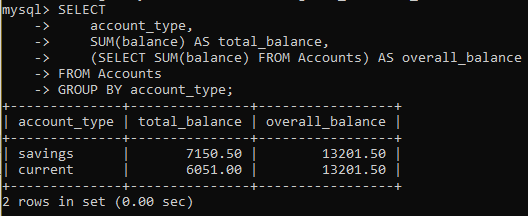 mysql> SELECT
    ->     account_type,
    ->     SUM(balance) AS total_balance,
    ->     (SELECT SUM(balance) FROM Accounts) AS overall_balance
    -> FROM Accounts
    -> GROUP BY account_type;
+--------------+---------------+-----------------+
| account_type | total_balance | overall_balance |
+--------------+---------------+-----------------+
| savings      |       7150.50 |        13201.50 |
| current      |       6051.00 |        13201.50 |
+--------------+---------------+-----------------+
2 rows in set (0.00 sec)